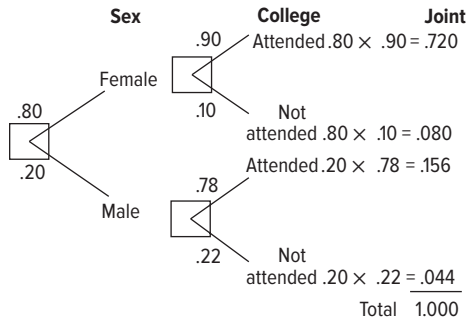 Sex College Joint
.90
Attended .80 × .90 = .720
Female
.10
Not
attended .80 × .10 = .080
.80
.20
Attended .20 × .78 = .156
.78
Male
.22
Not
attended .20 × .22 = .044
Total 1.000